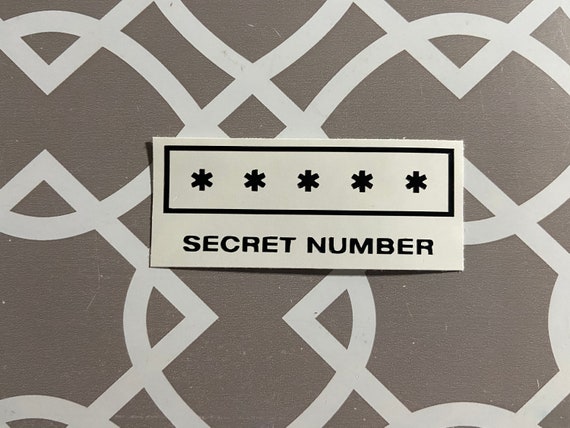 * * * * *
SECRET NUMBER